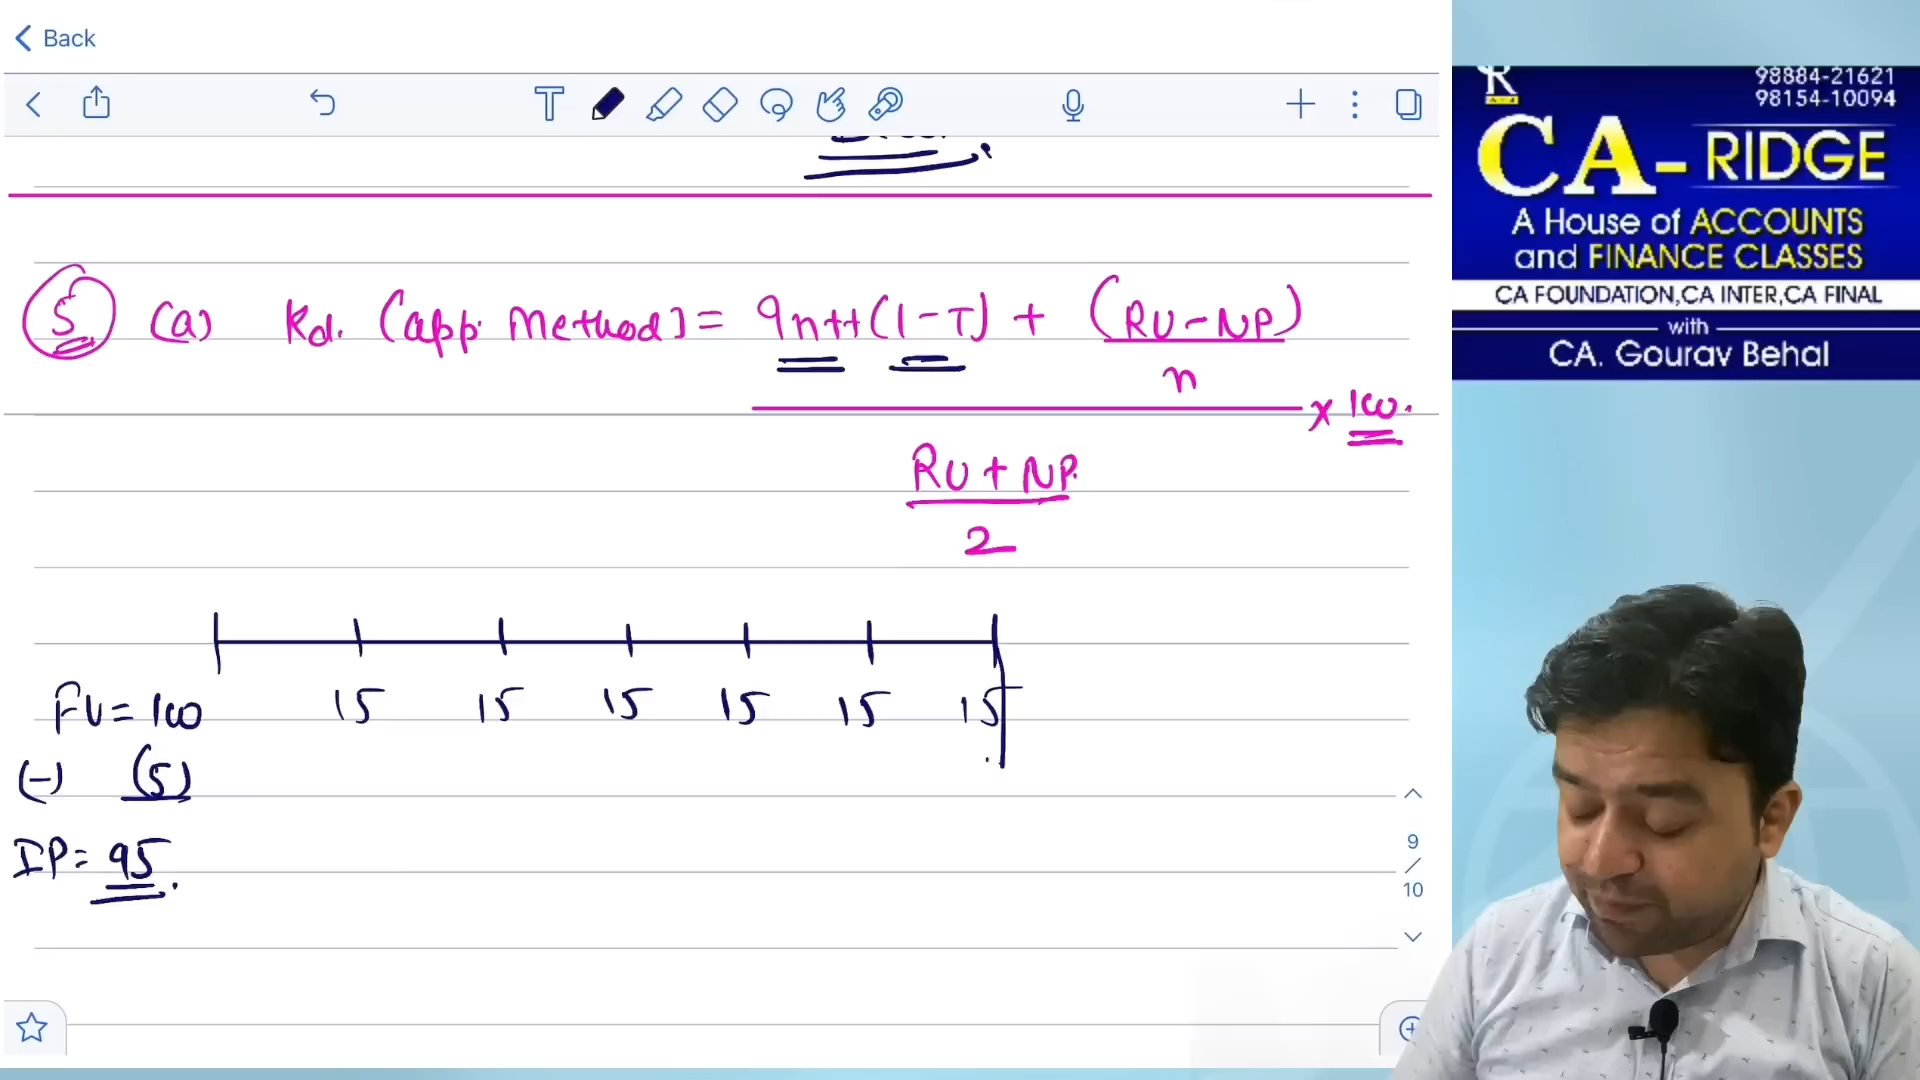 Back
5 (a) Kd. (app. Method) = Intt (1-T) + (RV-NP)
n
x 100.
RV + NP
2
FV = 100 15 15 15 15 15 15
(-) (5)
IP = 95.
9
/
10
98884-21621
98154-10094
CA-RIDGE
A House of ACCOUNTS
and FINANCE CLASSES
CA FOUNDATION,CA INTER,CA FINAL
with
CA. Gourav Behal